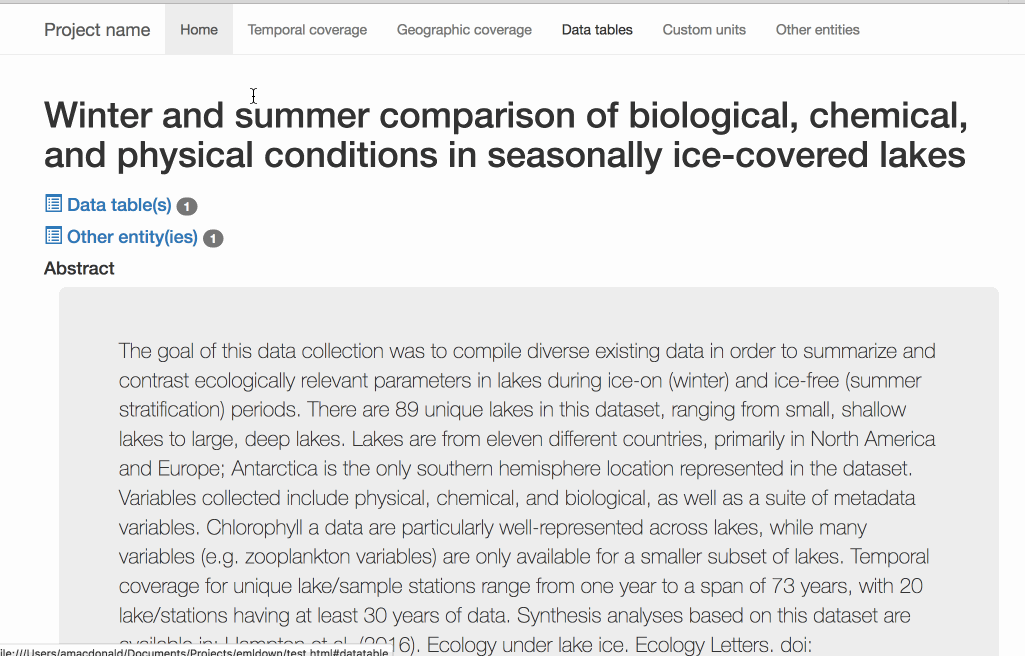 Project name Home Temporal coverage Geographic coverage Data tables Custom units Other entities
Winter and summer comparison of biological, chemical,
and physical conditions in seasonally ice-covered lakes
Data table(s) 1
Other entity(ies) 1
Abstract
The goal of this data collection was to compile diverse existing data in order to summarize and
contrast ecologically relevant parameters in lakes during ice-on (winter) and ice-free (summer
stratification) periods. There are 89 unique lakes in this dataset, ranging from small, shallow
lakes to large, deep lakes. Lakes are from eleven different countries, primarily in North America
and Europe; Antarctica is the only southern hemisphere location represented in the dataset.
Variables collected include physical, chemical, and biological, as well as a suite of metadata
variables. Chlorophyll a data are particularly well-represented across lakes, while many
variables (e.g. zooplankton variables) are only available for a smaller subset of lakes. Temporal
coverage for unique lake/sample stations range from one year to a span of 73 years, with 20
lake/stations having at least 30 years of data. Synthesis analyses based on this dataset are
available in: Hampton et al. (2016). Ecology under lake ice. Ecology Letters. doi:
ile:///Users/amacdonald/Documents/Projects/emldown/test.html#datatable